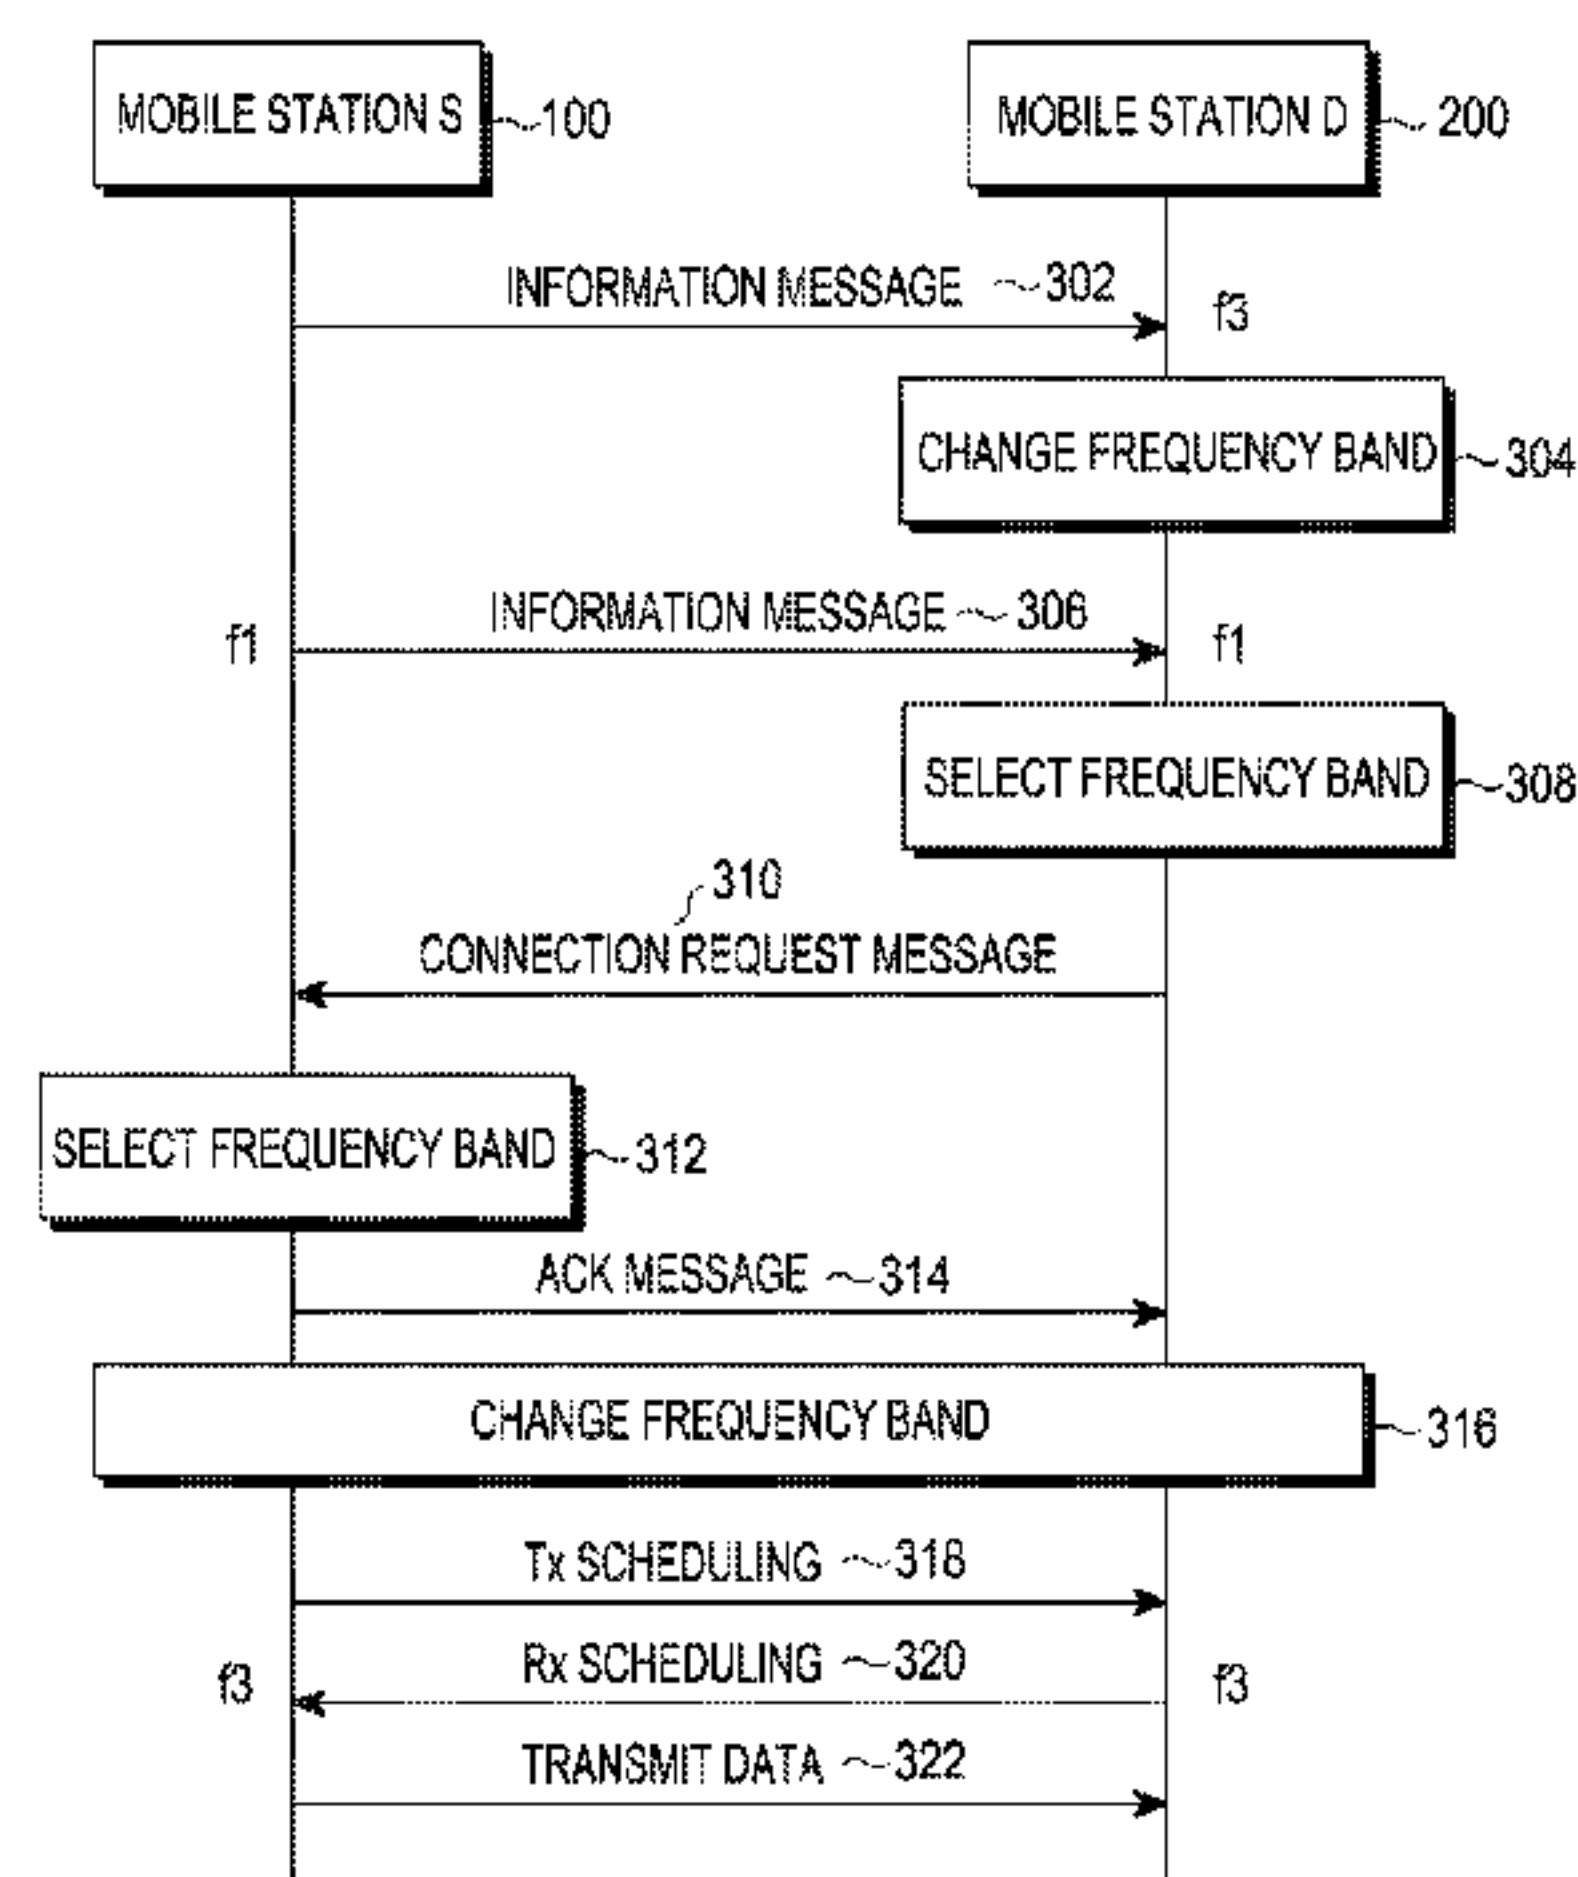 MOBILE STATION S 100
MOBILE STATION D 200
INFORMATION MESSAGE 302
f3
CHANGE FREQUENCY BAND 304
INFORMATION MESSAGE 306
f1 f1
SELECT FREQUENCY BAND 308
310
CONNECTION REQUEST MESSAGE
SELECT FREQUENCY BAND 312
ACK MESSAGE 314
CHANGE FREQUENCY BAND 316
Tx SCHEDULING 318
Rx SCHEDULING 320
f3 f3
TRANSMIT DATA 322